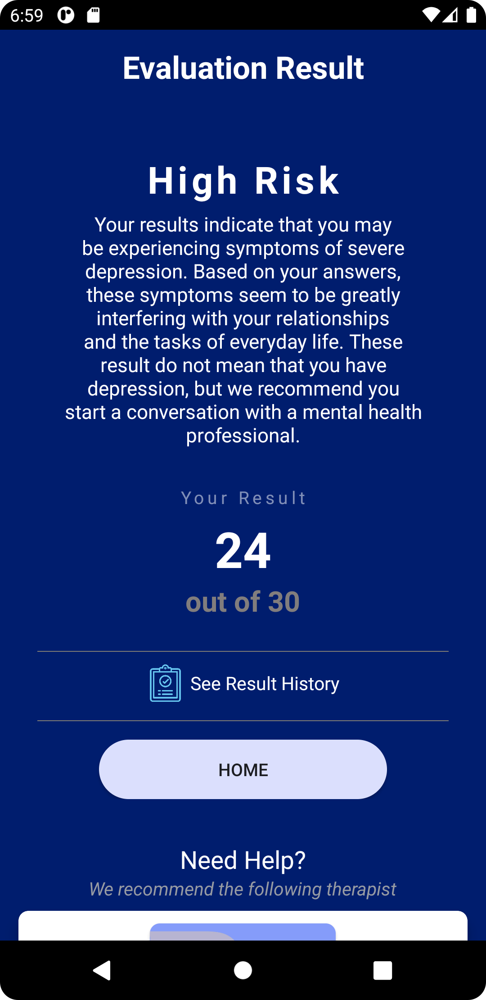 6:59
Evaluation Result
High Risk
Your results indicate that you may
be experiencing symptoms of severe
depression. Based on your answers,
these symptoms seem to be greatly
interfering with your relationships
and the tasks of everyday life. These
result do not mean that you have
depression, but we recommend you
start a conversation with a mental health
professional.
Your Result
24
out of 30
See Result History
HOME
Need Help?
We recommend the following therapist